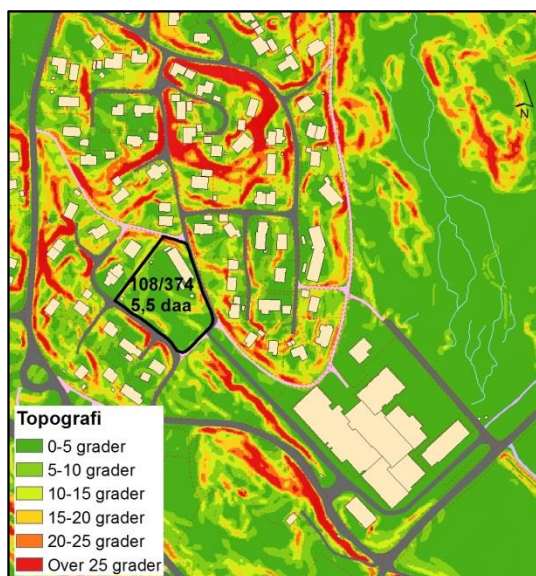 N
108/374
5,5 daa
Topografi
0-5 grader
5-10 grader
10-15 grader
15-20 grader
20-25 grader
Over 25 grader